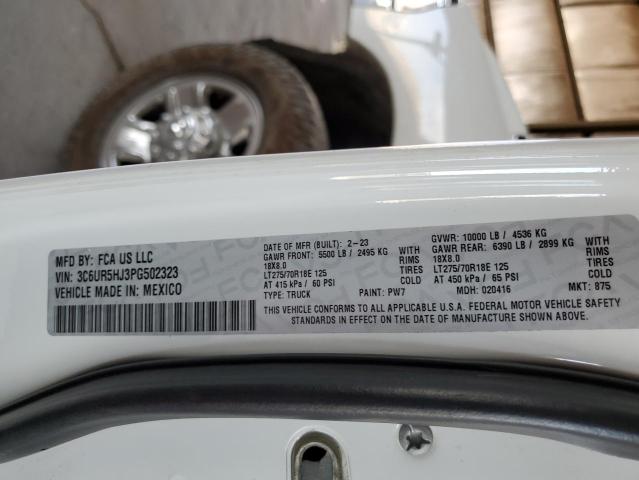 MFD BY: FCA US LLC
VIN: 3C6UR5HJ3PG502323
VEHICLE MADE IN: MEXICO
DATE OF MFR (BUILT): 2-23
GAWR FRONT: 5500 LB / 2495 KG
18X8.0 WITH RIMS
LT275/70R18E 125 TIRES
AT 415 kPa / 60 PSI COLD
TYPE: TRUCK PAINT: PW7
GVWR: 10000 LB / 4536 KG
GAWR REAR: 6390 LB / 2899 KG
18X8.0 WITH RIMS
LT275/70R18E 125 TIRES
AT 450 kPa / 65 PSI COLD
MDH: 020416 MKT: 875
THIS VEHICLE CONFORMS TO ALL APPLICABLE U.S.A. FEDERAL MOTOR VEHICLE SAFETY
STANDARDS IN EFFECT ON THE DATE OF MANUFACTURE SHOWN ABOVE.